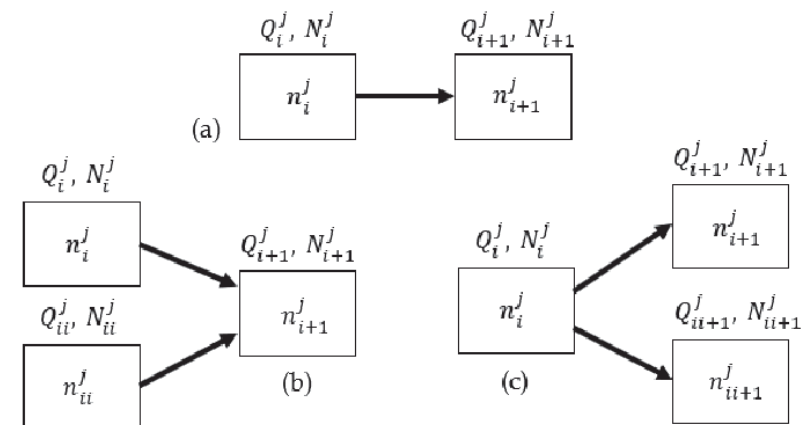 Q_i^j, N_i^j
n_i^j
Q_{i+1}^j, N_{i+1}^j
n_{i+1}^j
(a)
Q_i^j, N_i^j
n_i^j
Q_{ii}^j, N_{ii}^j
n_{ii}^j
Q_{i+1}^j, N_{i+1}^j
n_{i+1}^j
(b)
Q_i^j, N_i^j
n_i^j
(c)
Q_{i+1}^j, N_{i+1}^j
n_{i+1}^j
Q_{ii+1}^j, N_{ii+1}^j
n_{ii+1}^j